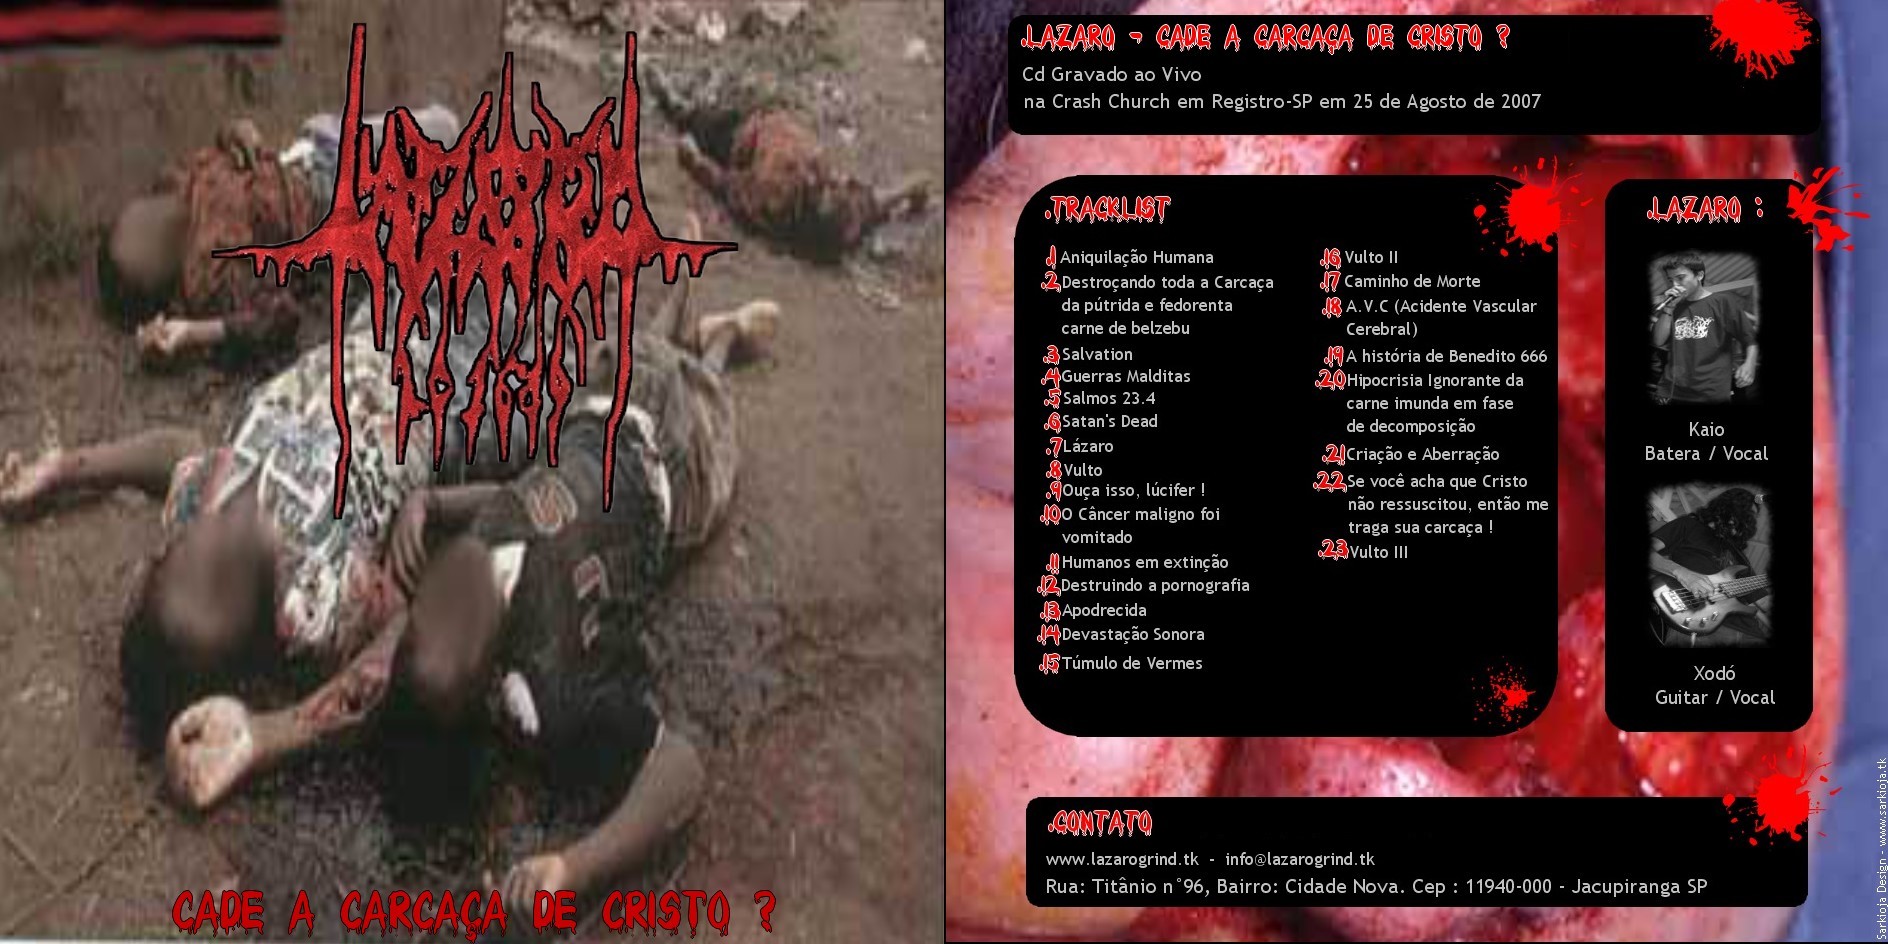 LAZARO
CADE A CARCAÇA DE CRISTO ?
.LAZARO - CADE A CARCAÇA DE CRISTO ?
Cd Gravado ao Vivo
na Crash Church em Registro-SP em 25 de Agosto de 2007
.TRACKLIST
.1 Aniquilação Humana
.2 Destroçando toda a Carcaça
da pútrida e fedorenta
carne de belzebu
.3 Salvation
.4 Guerras Malditas
.5 Salmos 23.4
.6 Satan's Dead
.7 Lázaro
.8 Vulto
.9 Ouça isso, lúcifer !
.10 O Câncer maligno foi
vomitado
.11 Humanos em extinção
.12 Destruindo a pornografia
.13 Apodrecida
.14 Devastação Sonora
.15 Túmulo de Vermes
.16 Vulto II
.17 Caminho de Morte
.18 A.V.C (Acidente Vascular
Cerebral)
.19 A história de Benedito 666
.20 Hipocrisia Ignorante da
carne imunda em fase
de decomposição
.21 Criação e Aberração
.22 Se você acha que Cristo
não ressuscitou, então me
traga sua carcaça !
.23 Vulto III
.LAZARO :
Kaio
Batera / Vocal
Xodó
Guitar / Vocal
.CONTATO
www.lazarogrind.tk - info@lazarogrind.tk
Rua: Titânio n°96, Bairro: Cidade Nova. Cep : 11940-000 - Jacupiranga SP
Sarkioja Design - www.sarkioja.tk